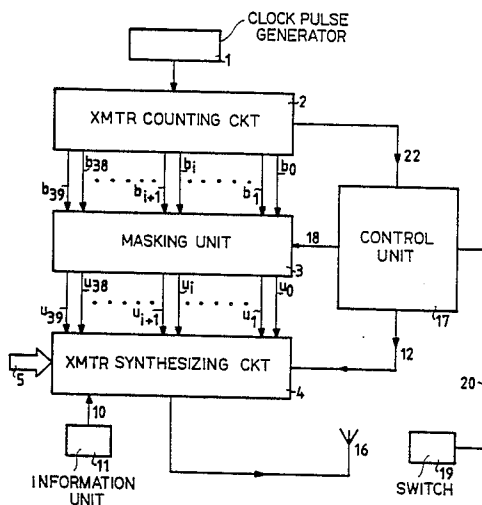 CLOCK PULSE
GENERATOR
1
2
XMTR COUNTING CKT
22
b39 b38 bi+1 bi b1 b0
MASKING UNIT
3
18
CONTROL
UNIT
17
u39 u38 ui+1 ui u1 u0
12
XMTR SYNTHESIZING CKT
4
5
10
11
INFORMATION
UNIT
16
20
19
SWITCH